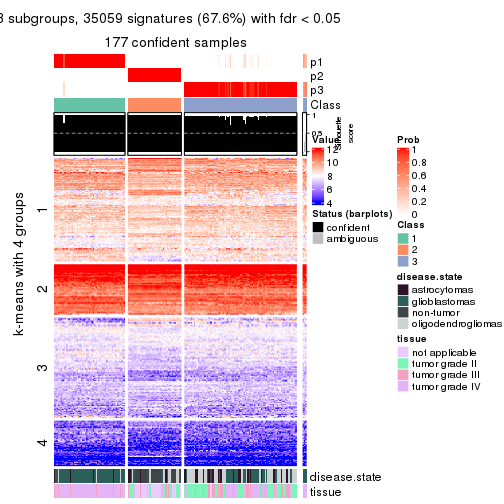 3 subgroups, 35059 signatures (67.6%) with fdr < 0.05
177 confident samples
p1
p2
p3
Class
1
0.5
Silhouette
score
k-means with 4 groups
1
2
3
4
disease.state
tissue
Value
12
10
8
6
4
Status (barplots)
confident
ambiguous
Prob
1
0.8
0.6
0.4
0.2
0
Class
1
2
3
disease.state
astrocytomas
glioblastomas
non-tumor
oligodendrogliomas
tissue
not applicable
tumor grade II
tumor grade III
tumor grade IV